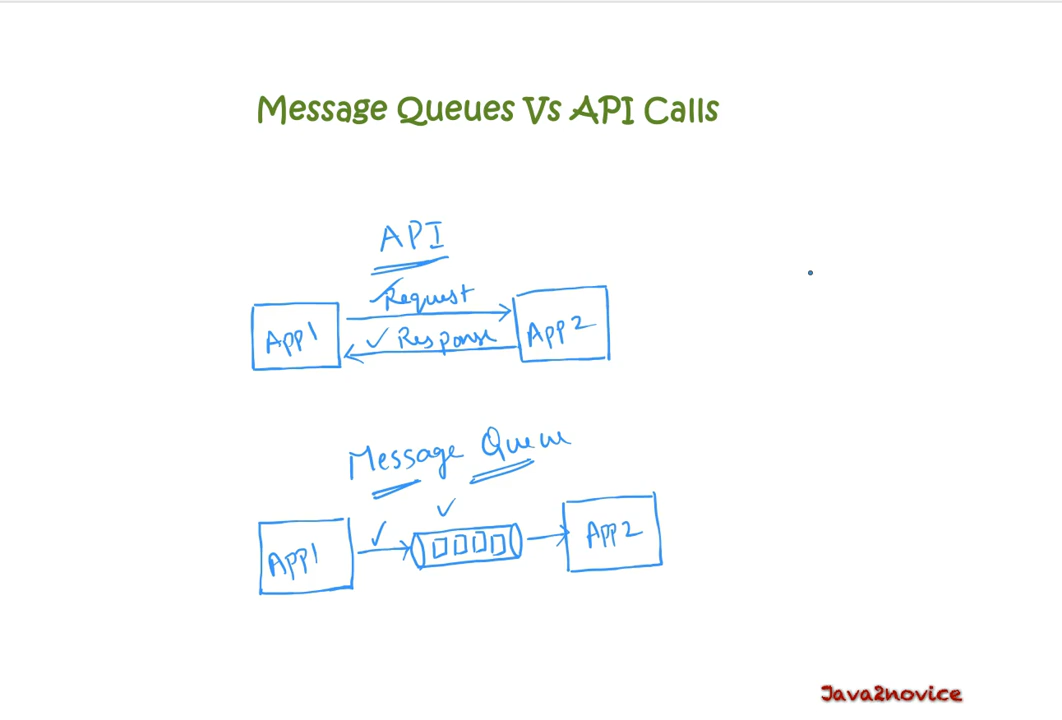 Message Queues Vs API Calls
API
Request
App1
Response
App2
Message Queue
App1
App2
Java2novice